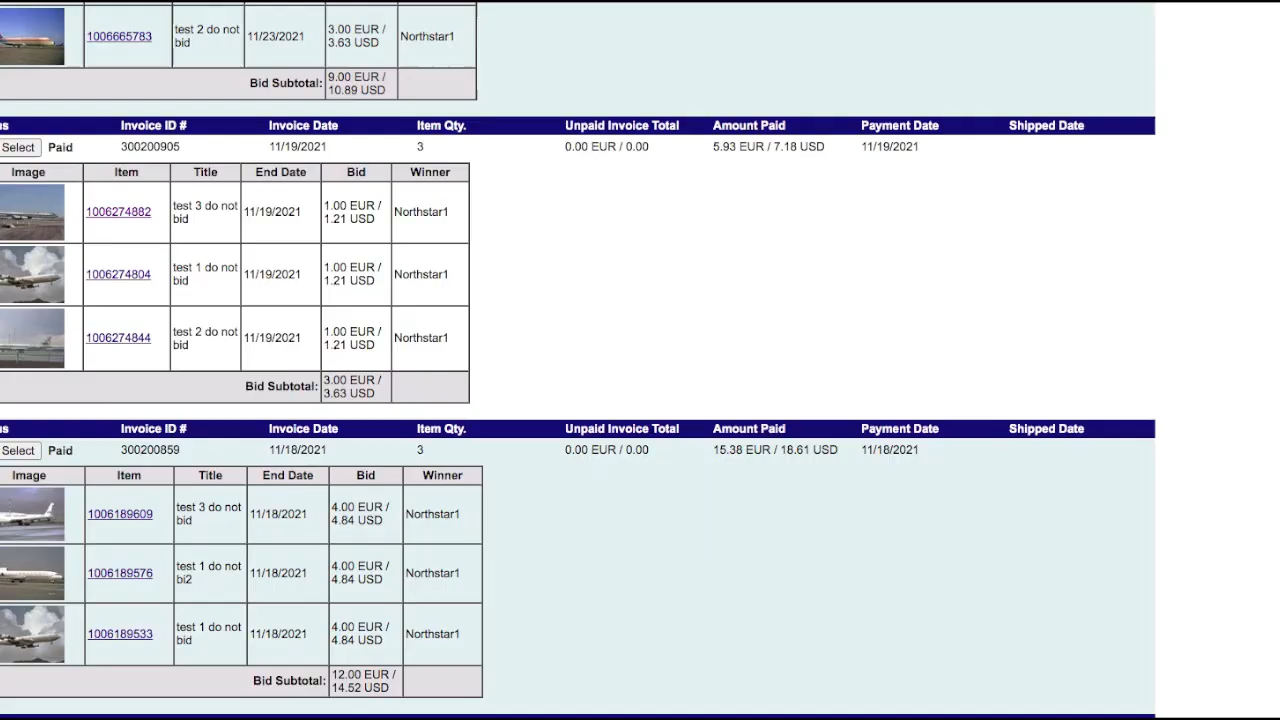 1006665783 test 2 do not bid 11/23/2021 3.00 EUR / 3.63 USD Northstar1
Bid Subtotal: 9.00 EUR / 10.89 USD
Invoice ID # Invoice Date Item Qty. Unpaid Invoice Total Amount Paid Payment Date Shipped Date
Select Paid 300200905 11/19/2021 3 0.00 EUR / 0.00 5.93 EUR / 7.18 USD 11/19/2021
Image Item Title End Date Bid Winner
1006274882 test 3 do not bid 11/19/2021 1.00 EUR / 1.21 USD Northstar1
1006274804 test 1 do not bid 11/19/2021 1.00 EUR / 1.21 USD Northstar1
1006274844 test 2 do not bid 11/19/2021 1.00 EUR / 1.21 USD Northstar1
Bid Subtotal: 3.00 EUR / 3.63 USD
Invoice ID # Invoice Date Item Qty. Unpaid Invoice Total Amount Paid Payment Date Shipped Date
Select Paid 300200859 11/18/2021 3 0.00 EUR / 0.00 15.38 EUR / 18.61 USD 11/18/2021
Image Item Title End Date Bid Winner
1006189609 test 3 do not bid 11/18/2021 4.00 EUR / 4.84 USD Northstar1
1006189576 test 1 do not bi2 11/18/2021 4.00 EUR / 4.84 USD Northstar1
1006189533 test 1 do not bid 11/18/2021 4.00 EUR / 4.84 USD Northstar1
Bid Subtotal: 12.00 EUR / 14.52 USD